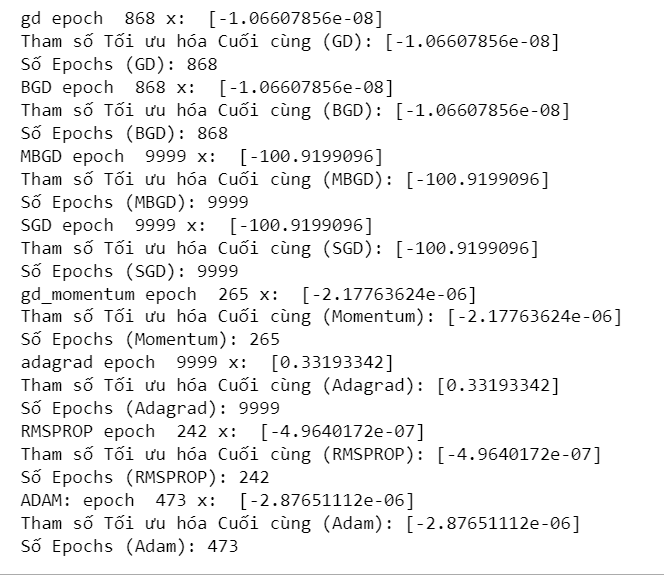 gd epoch  868 x:  [-1.06607856e-08]
Tham số Tối ưu hóa Cuối cùng (GD): [-1.06607856e-08]
Số Epochs (GD): 868
BGD epoch  868 x:  [-1.06607856e-08]
Tham số Tối ưu hóa Cuối cùng (BGD): [-1.06607856e-08]
Số Epochs (BGD): 868
MBGD epoch  9999 x:  [-100.9199096]
Tham số Tối ưu hóa Cuối cùng (MBGD): [-100.9199096]
Số Epochs (MBGD): 9999
SGD epoch  9999 x:  [-100.9199096]
Tham số Tối ưu hóa Cuối cùng (SGD): [-100.9199096]
Số Epochs (SGD): 9999
gd_momentum epoch  265 x:  [-2.17763624e-06]
Tham số Tối ưu hóa Cuối cùng (Momentum): [-2.17763624e-06]
Số Epochs (Momentum): 265
adagrad epoch  9999 x:  [0.33193342]
Tham số Tối ưu hóa Cuối cùng (Adagrad): [0.33193342]
Số Epochs (Adagrad): 9999
RMSPROP epoch  242 x:  [-4.9640172e-07]
Tham số Tối ưu hóa Cuối cùng (RMSPROP): [-4.9640172e-07]
Số Epochs (RMSPROP): 242
ADAM: epoch  473 x:  [-2.87651112e-06]
Tham số Tối ưu hóa Cuối cùng (Adam): [-2.87651112e-06]
Số Epochs (Adam): 473